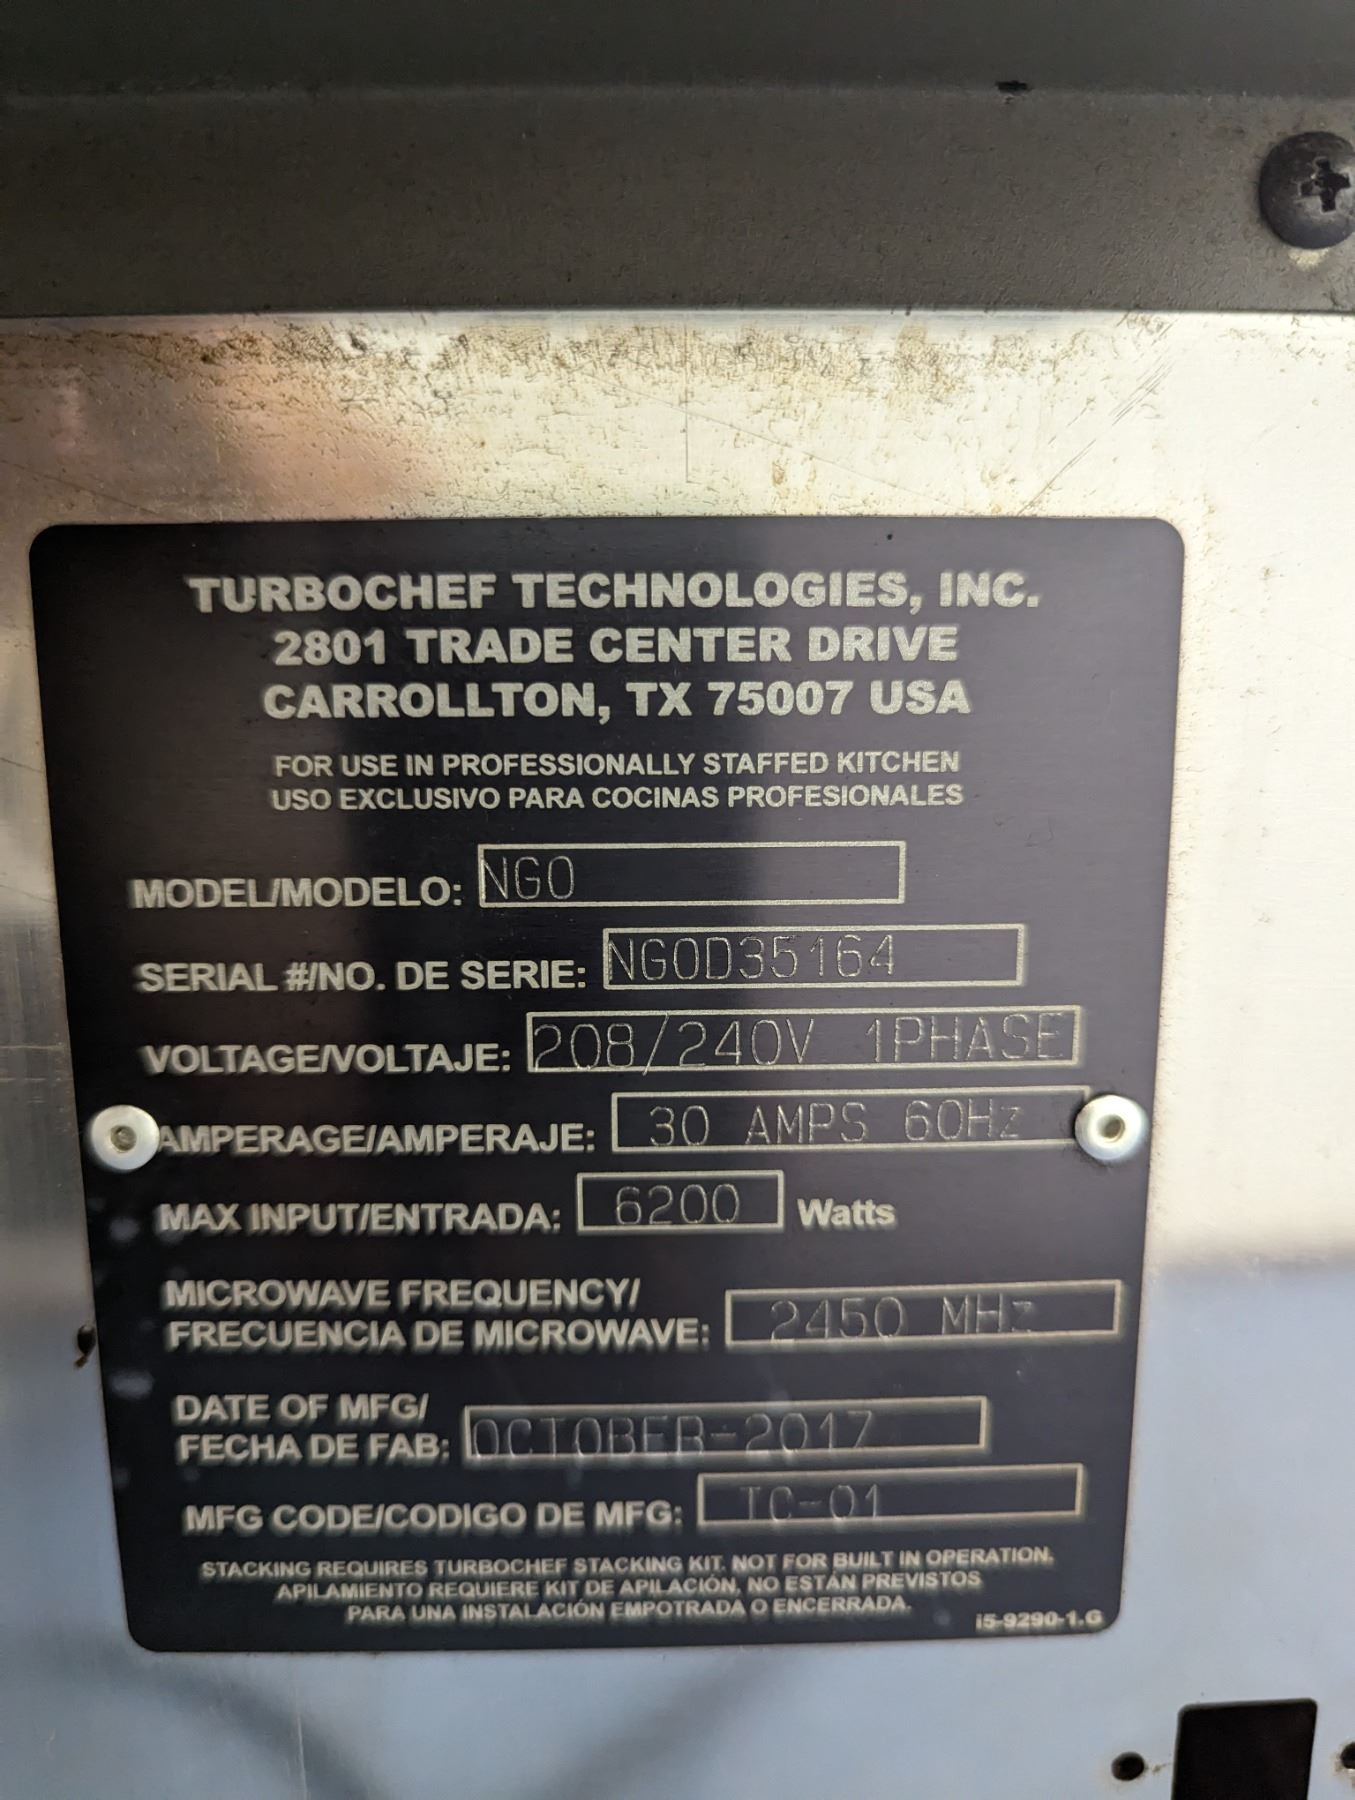 TURBOCHEF TECHNOLOGIES, INC.
2801 TRADE CENTER DRIVE
CARROLLTON, TX 75007 USA
FOR USE IN PROFESSIONALLY STAFFED KITCHEN
USO EXCLUSIVO PARA COCINAS PROFESIONALES
MODEL/MODELO: NGO
SERIAL #/NO. DE SERIE: NGOD35164
VOLTAGE/VOLTAJE: 208/240V 1PHASE
AMPERAGE/AMPERAJE: 30 AMPS 60Hz
MAX INPUT/ENTRADA: 6200 Watts
MICROWAVE FREQUENCY/
FRECUENCIA DE MICROWAVE: 2450 MHz
DATE OF MFG/
FECHA DE FAB: OCTOBER-2017
MFG CODE/CODIGO DE MFG: TC-01
STACKING REQUIRES TURBOCHEF STACKING KIT. NOT FOR BUILT IN OPERATION.
APILAMIENTO REQUIERE KIT DE APILACIÓN, NO ESTÁN PREVISTOS
PARA UNA INSTALACIÓN EMPOTRADA O ENCERRADA.
i5-9290-1.G